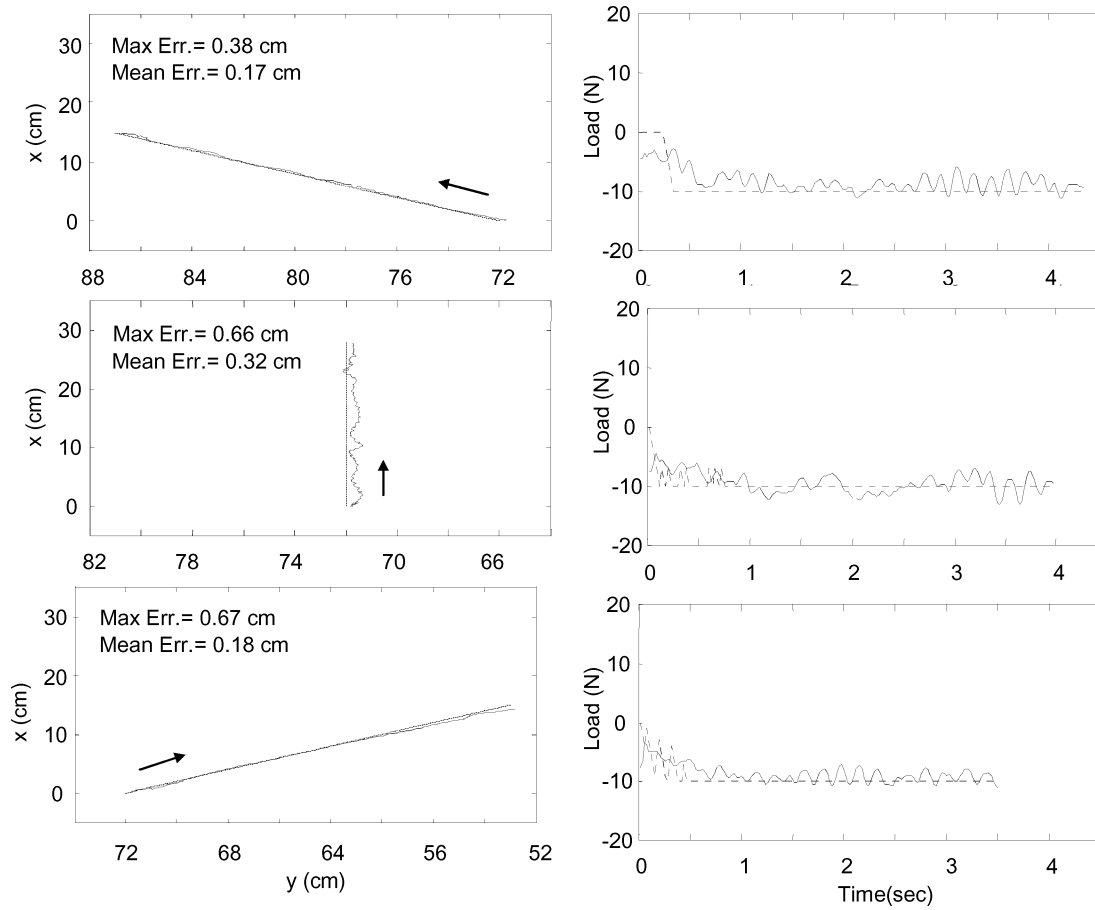 Max Err.= 0.38 cm
Mean Err.= 0.17 cm
x (cm)
30
20
10
0
88 84 80 76 72
Load (N)
20
10
0
-10
-20
0 1 2 3 4
Max Err.= 0.66 cm
Mean Err.= 0.32 cm
x (cm)
30
20
10
0
82 78 74 70 66
Load (N)
20
10
0
-10
-20
0 1 2 3 4
Max Err.= 0.67 cm
Mean Err.= 0.18 cm
x (cm)
30
20
10
0
72 68 64 56 52
y (cm)
Load (N)
20
10
0
-10
-20
0 1 2 3 4
Time(sec)